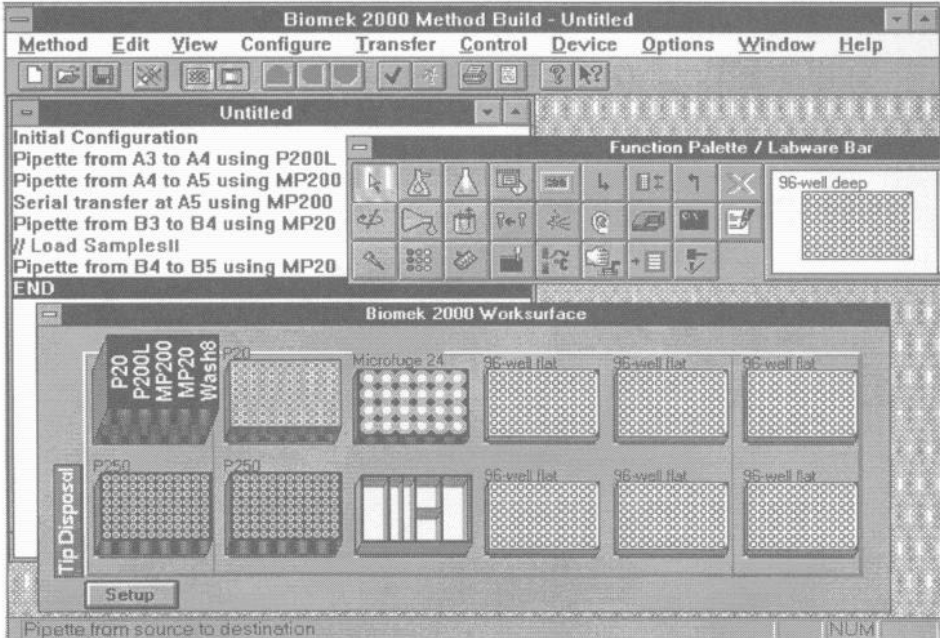 Biomek 2000 Method Build - Untitled
Method Edit View Configure Transfer Control Device Options Window Help
Untitled
Initial Configuration
Pipette from A3 to A4 using P200L
Pipette from A4 to A5 using MP200
Serial transfer at A5 using MP200
Pipette from B3 to B4 using MP20
// Load Samples!!
Pipette from B4 to B5 using MP20
END
Function Palette / Labware Bar
96-well deep
Biomek 2000 Worksurface
P20
P200L
MP200
MP20
Wash8
P20
Microfuge 24
96-well flat
96-well flat
96-well flat
Tip Disposal
P250
P250
96-well flat
96-well flat
96-well flat
Setup
Pipette from source to destination
NUM